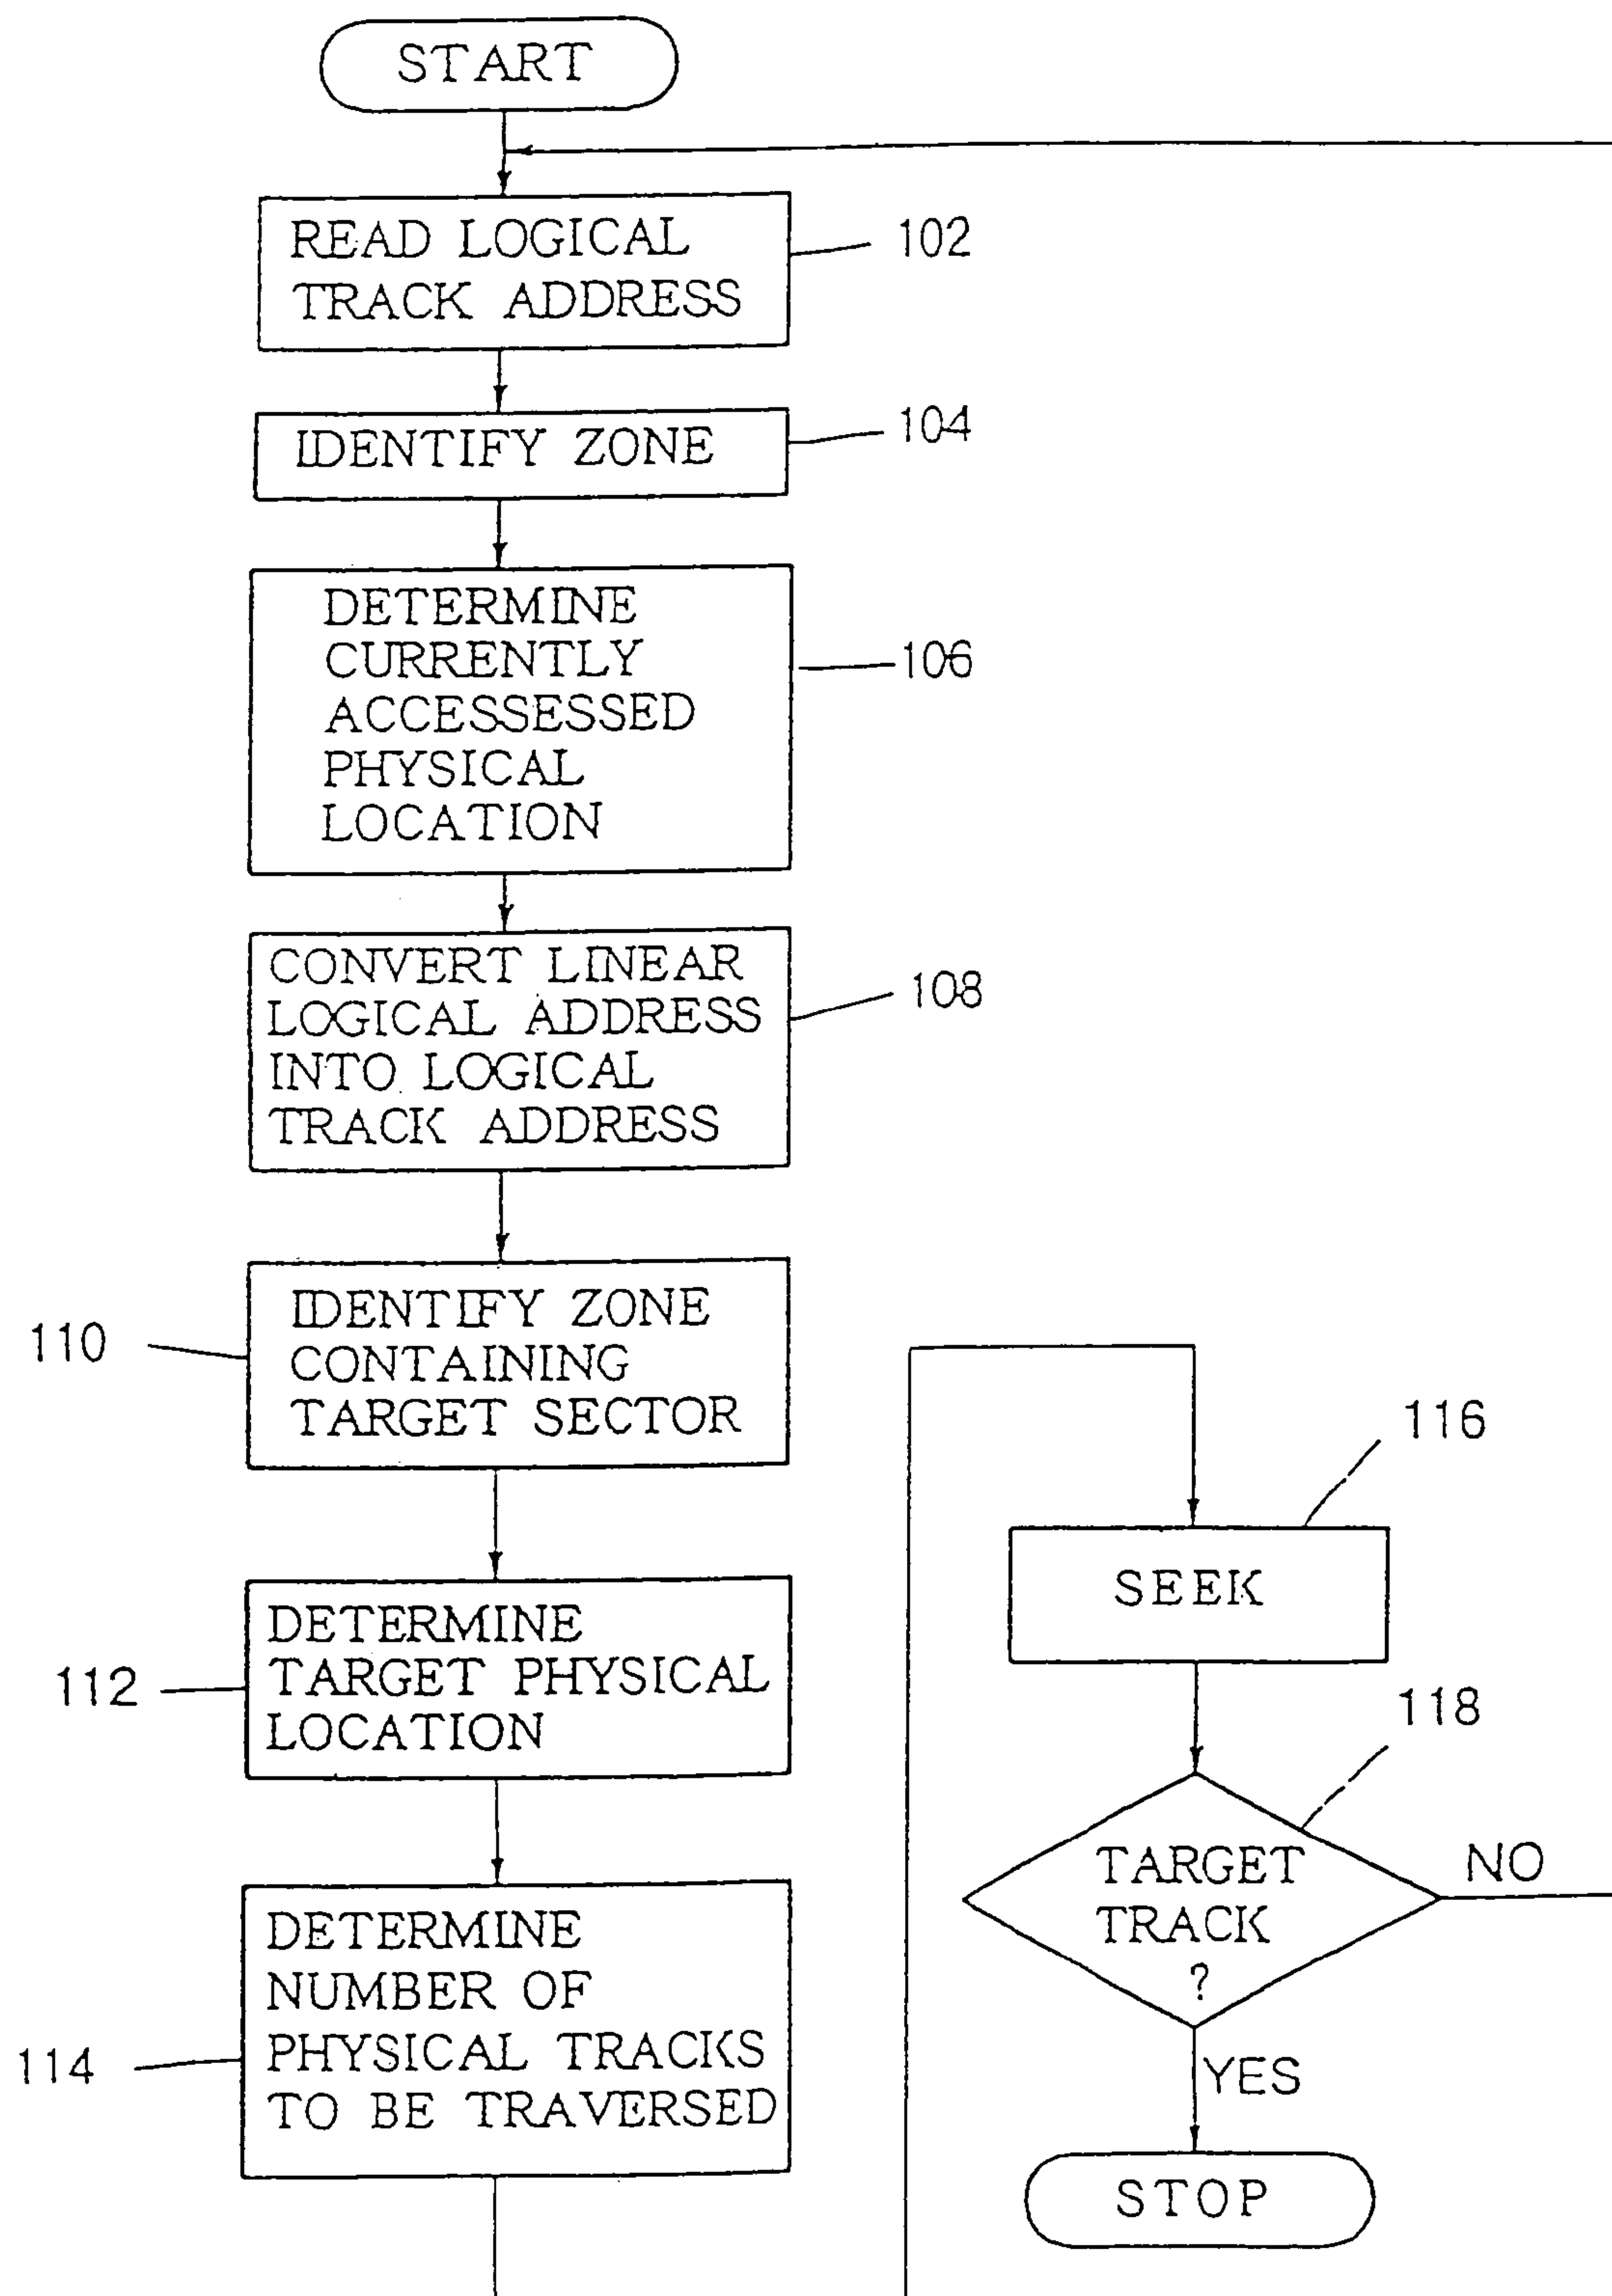 START
READ LOGICAL
TRACK ADDRESS
102
IDENTIFY ZONE
104
DETERMINE
CURRENTLY
ACCESSESSED
PHYSICAL
LOCATION
106
CONVERT LINEAR
LOGICAL ADDRESS
INTO LOGICAL
TRACK ADDRESS
108
IDENTIFY ZONE
CONTAINING
TARGET SECTOR
110
DETERMINE
TARGET PHYSICAL
LOCATION
112
DETERMINE
NUMBER OF
PHYSICAL TRACKS
TO BE TRAVERSED
114
116
SEEK
118
TARGET
TRACK
?
NO
YES
STOP